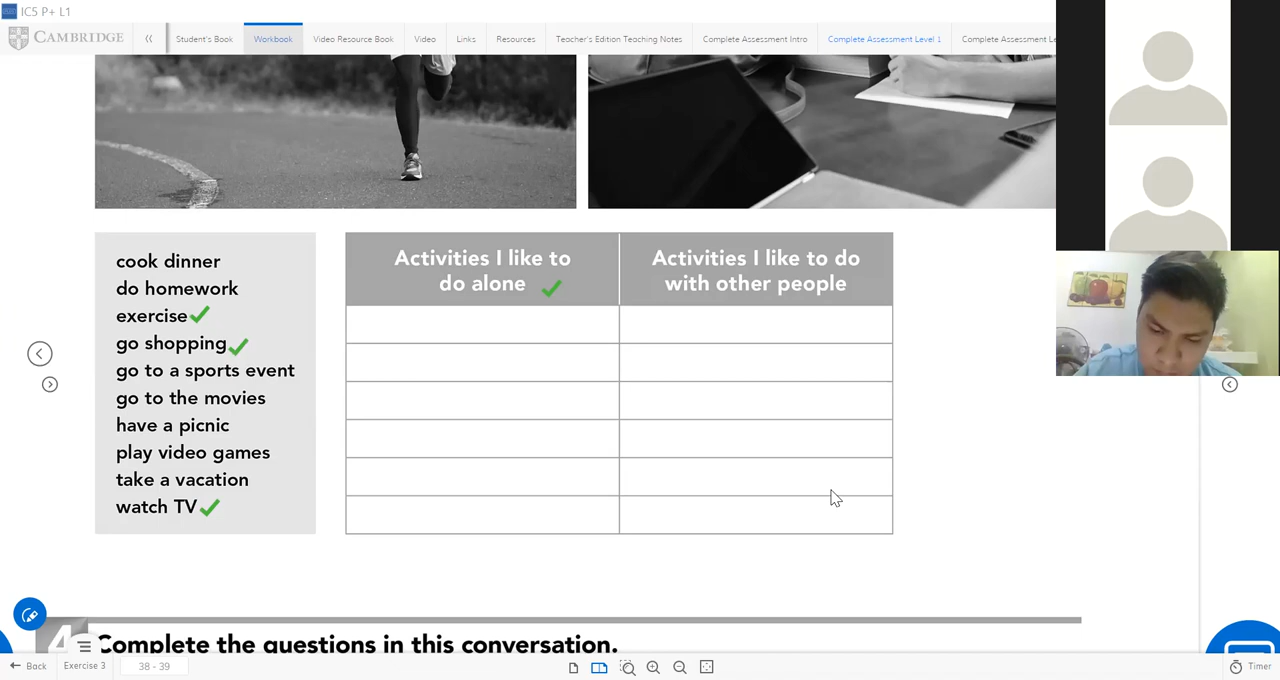 IC5 P+ L1
CAMBRIDGE
Student's Book
Workbook
Video Resource Book
Video
Links
Resources
Teacher's Edition Teaching Notes
Complete Assessment Intro
Complete Assessment Level 1
Complete Assessment Le
cook dinner
do homework
exercise
go shopping
go to a sports event
go to the movies
have a picnic
play video games
take a vacation
watch TV
Activities I like to
do alone
Activities I like to do
with other people
4
Complete the questions in this conversation.
Back
Exercise 3
38 - 39
Timer